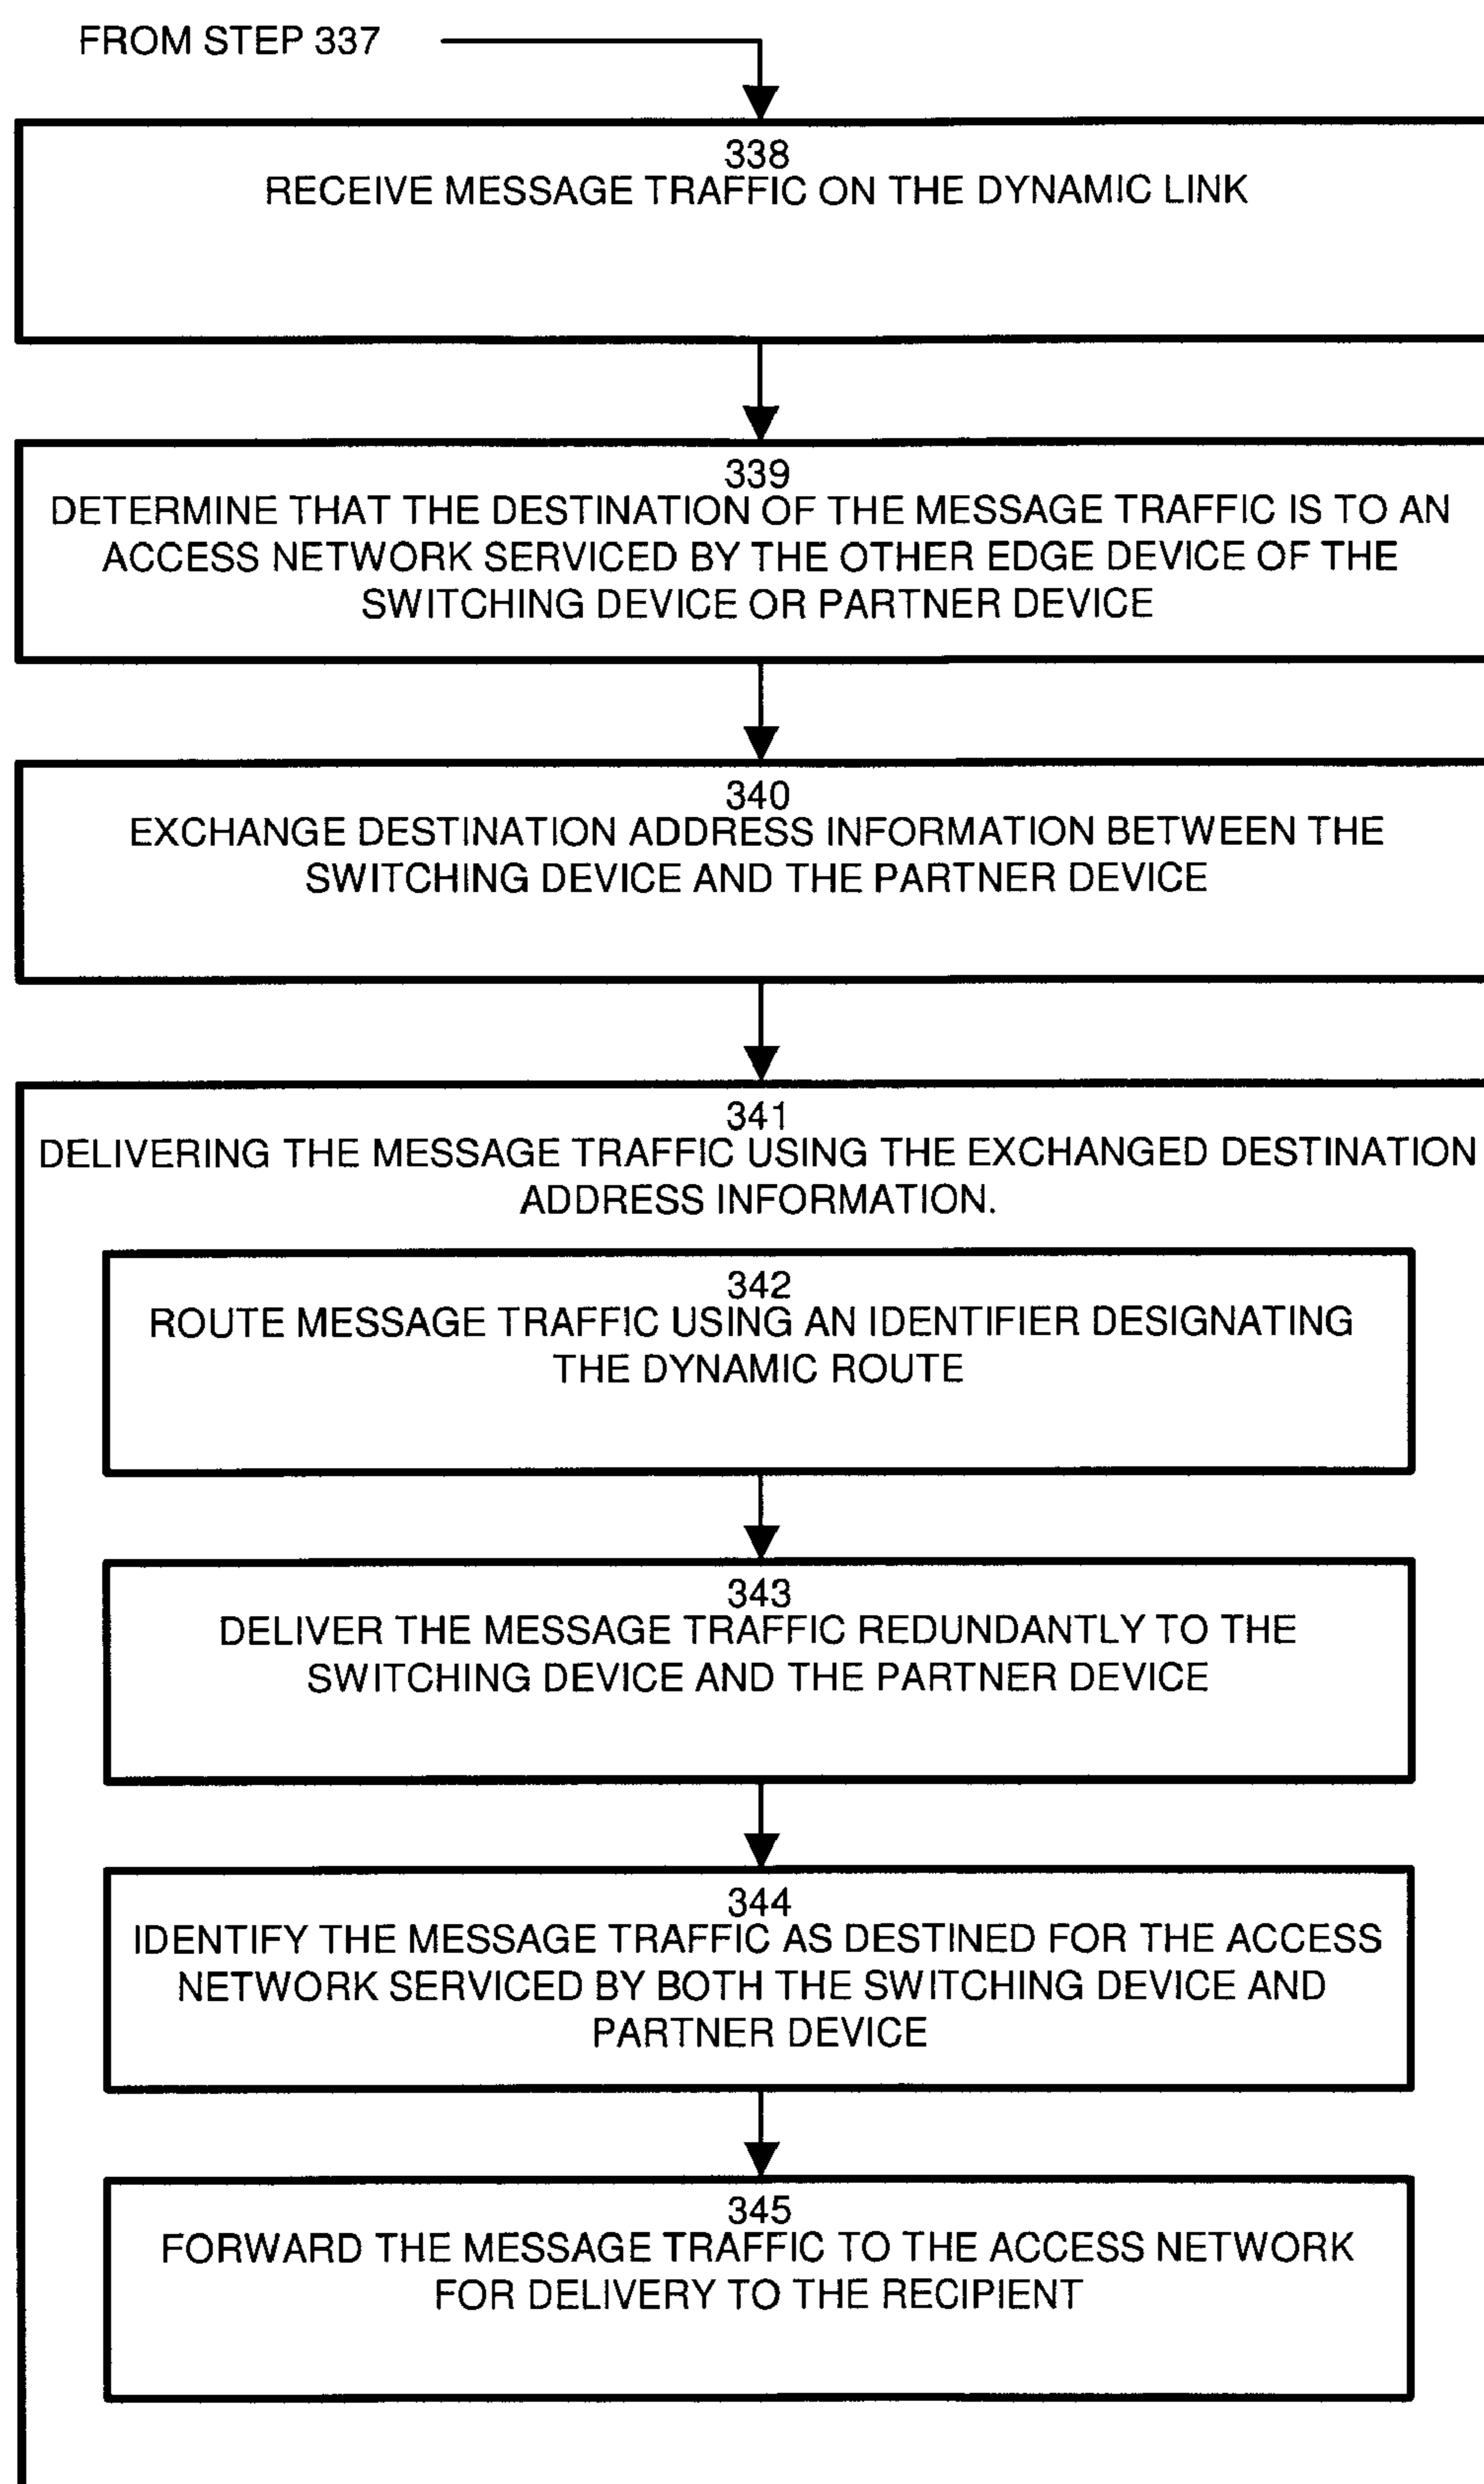 FROM STEP 337
338
RECEIVE MESSAGE TRAFFIC ON THE DYNAMIC LINK
339
DETERMINE THAT THE DESTINATION OF THE MESSAGE TRAFFIC IS TO AN
ACCESS NETWORK SERVICED BY THE OTHER EDGE DEVICE OF THE
SWITCHING DEVICE OR PARTNER DEVICE
340
EXCHANGE DESTINATION ADDRESS INFORMATION BETWEEN THE
SWITCHING DEVICE AND THE PARTNER DEVICE
341
DELIVERING THE MESSAGE TRAFFIC USING THE EXCHANGED DESTINATION
ADDRESS INFORMATION.
342
ROUTE MESSAGE TRAFFIC USING AN IDENTIFIER DESIGNATING
THE DYNAMIC ROUTE
343
DELIVER THE MESSAGE TRAFFIC REDUNDANTLY TO THE
SWITCHING DEVICE AND THE PARTNER DEVICE
344
IDENTIFY THE MESSAGE TRAFFIC AS DESTINED FOR THE ACCESS
NETWORK SERVICED BY BOTH THE SWITCHING DEVICE AND
PARTNER DEVICE
345
FORWARD THE MESSAGE TRAFFIC TO THE ACCESS NETWORK
FOR DELIVERY TO THE RECIPIENT